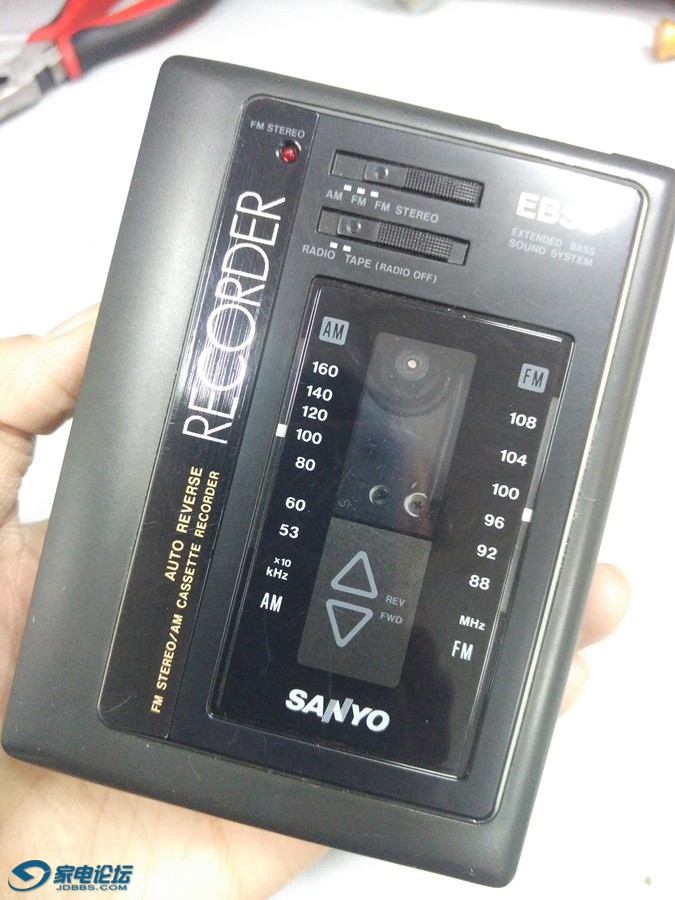 FM STEREO
AM FM FM STEREO
RADIO TAPE (RADIO OFF)
EXTENDED BASS
SOUND SYSTEM
RECORDER
AUTO REVERSE
FM STEREO/AM CASSETTE RECORDER
AM
160
140
120
100
80
60
53
x10
kHz
AM
FM
108
104
100
96
92
88
MHz
FM
REV
FWD
SANYO
家电论坛
JDBBS.COM